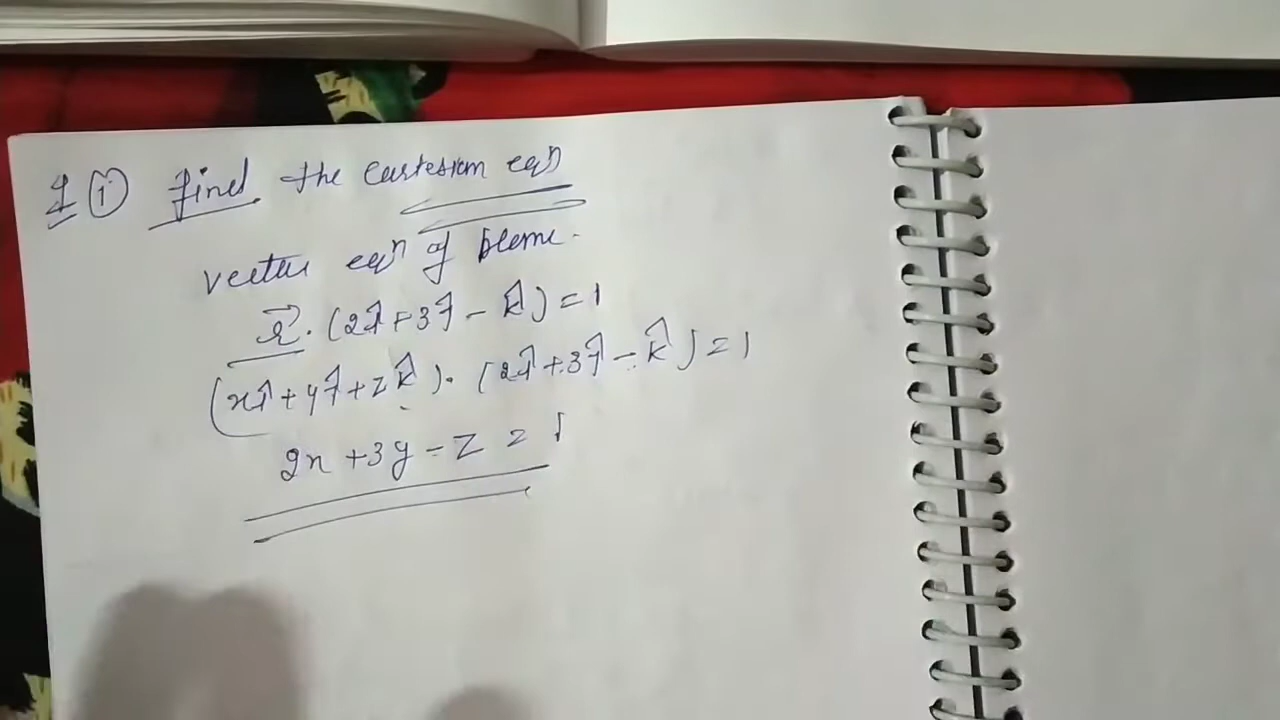 ① Find the cartesian eqn
vector eqn of plane.
r⃗. (2î+3ĵ - k̂) = 1
(xî+yĵ+zk̂). (2î+3ĵ-k̂) = 1
2x +3y - z = 1